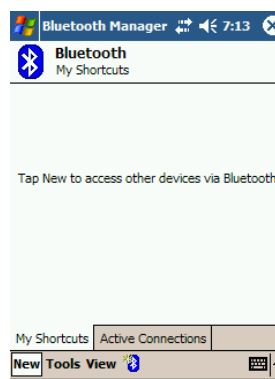 Bluetooth Manager 7:13
Bluetooth
My Shortcuts
Tap New to access other devices via Bluetooth
My Shortcuts Active Connections
New Tools View